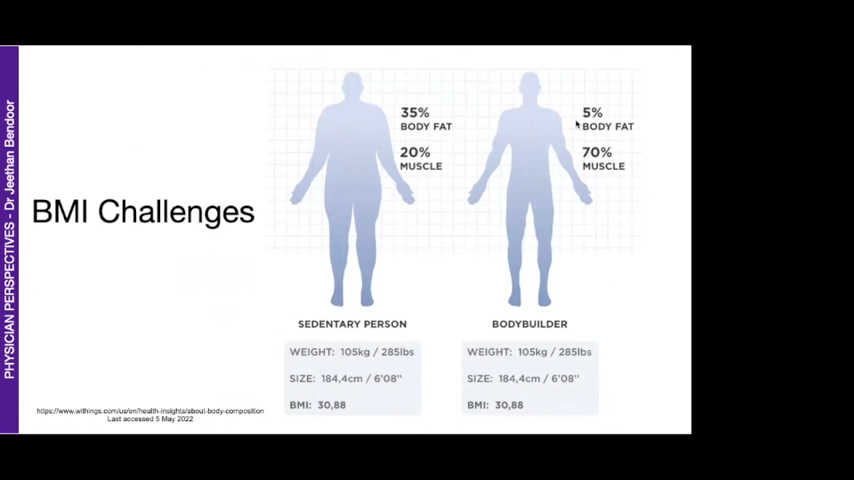 PHYSICIAN PERSPECTIVES - Dr Jeethan Bendoor
BMI Challenges
35%
BODY FAT
20%
MUSCLE
5%
BODY FAT
70%
MUSCLE
SEDENTARY PERSON
WEIGHT: 105kg / 285lbs
SIZE: 184,4cm / 6'08''
BMI: 30,88
BODYBUILDER
WEIGHT: 105kg / 285lbs
SIZE: 184,4cm / 6'08''
BMI: 30,88
https://www.withings.com/us/en/health-insights/about-body-composition
Last accessed 5 May 2022